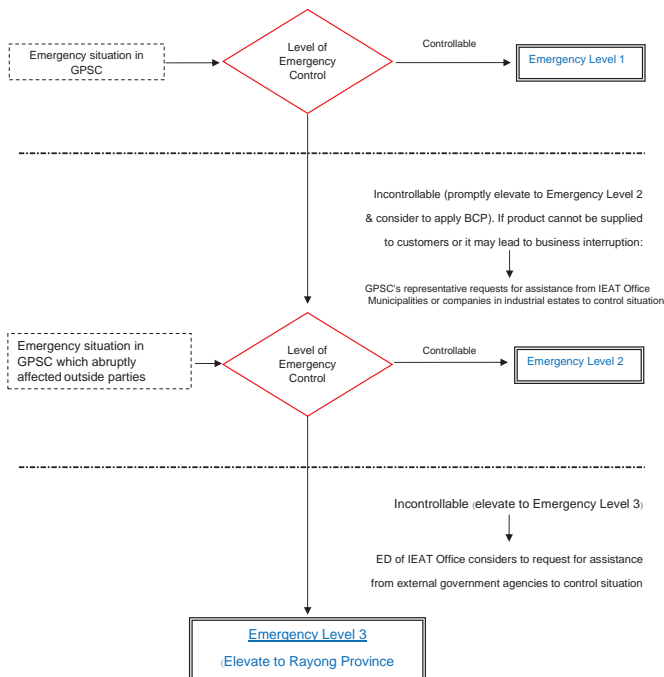 Emergency situation in
GPSC
Level of
Emergency
Control
Controllable
Emergency Level 1
Incontrollable (promptly elevate to Emergency Level 2
& consider to apply BCP). If product cannot be supplied
to customers or it may lead to business interruption:
GPSC's representative requests for assistance from IEAT Office
Municipalities or companies in industrial estates to control situation
Emergency situation in
GPSC which abruptly
affected outside parties
Level of
Emergency
Control
Controllable
Emergency Level 2
Incontrollable (elevate to Emergency Level 3)
ED of IEAT Office considers to request for assistance
from external government agencies to control situation
Emergency Level 3
(Elevate to Rayong Province